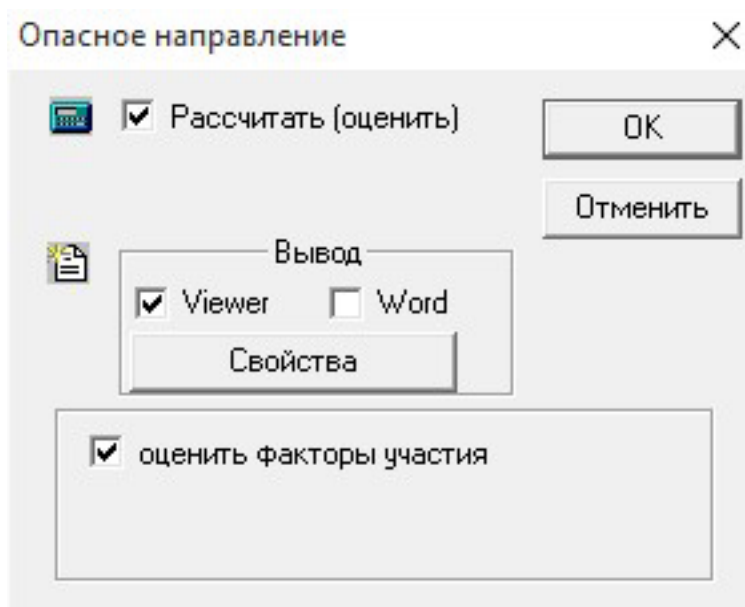 Опасное направление
Рассчитать (оценить)
OK
Отменить
Вывод
Viewer Word
Свойства
оценить факторы участия